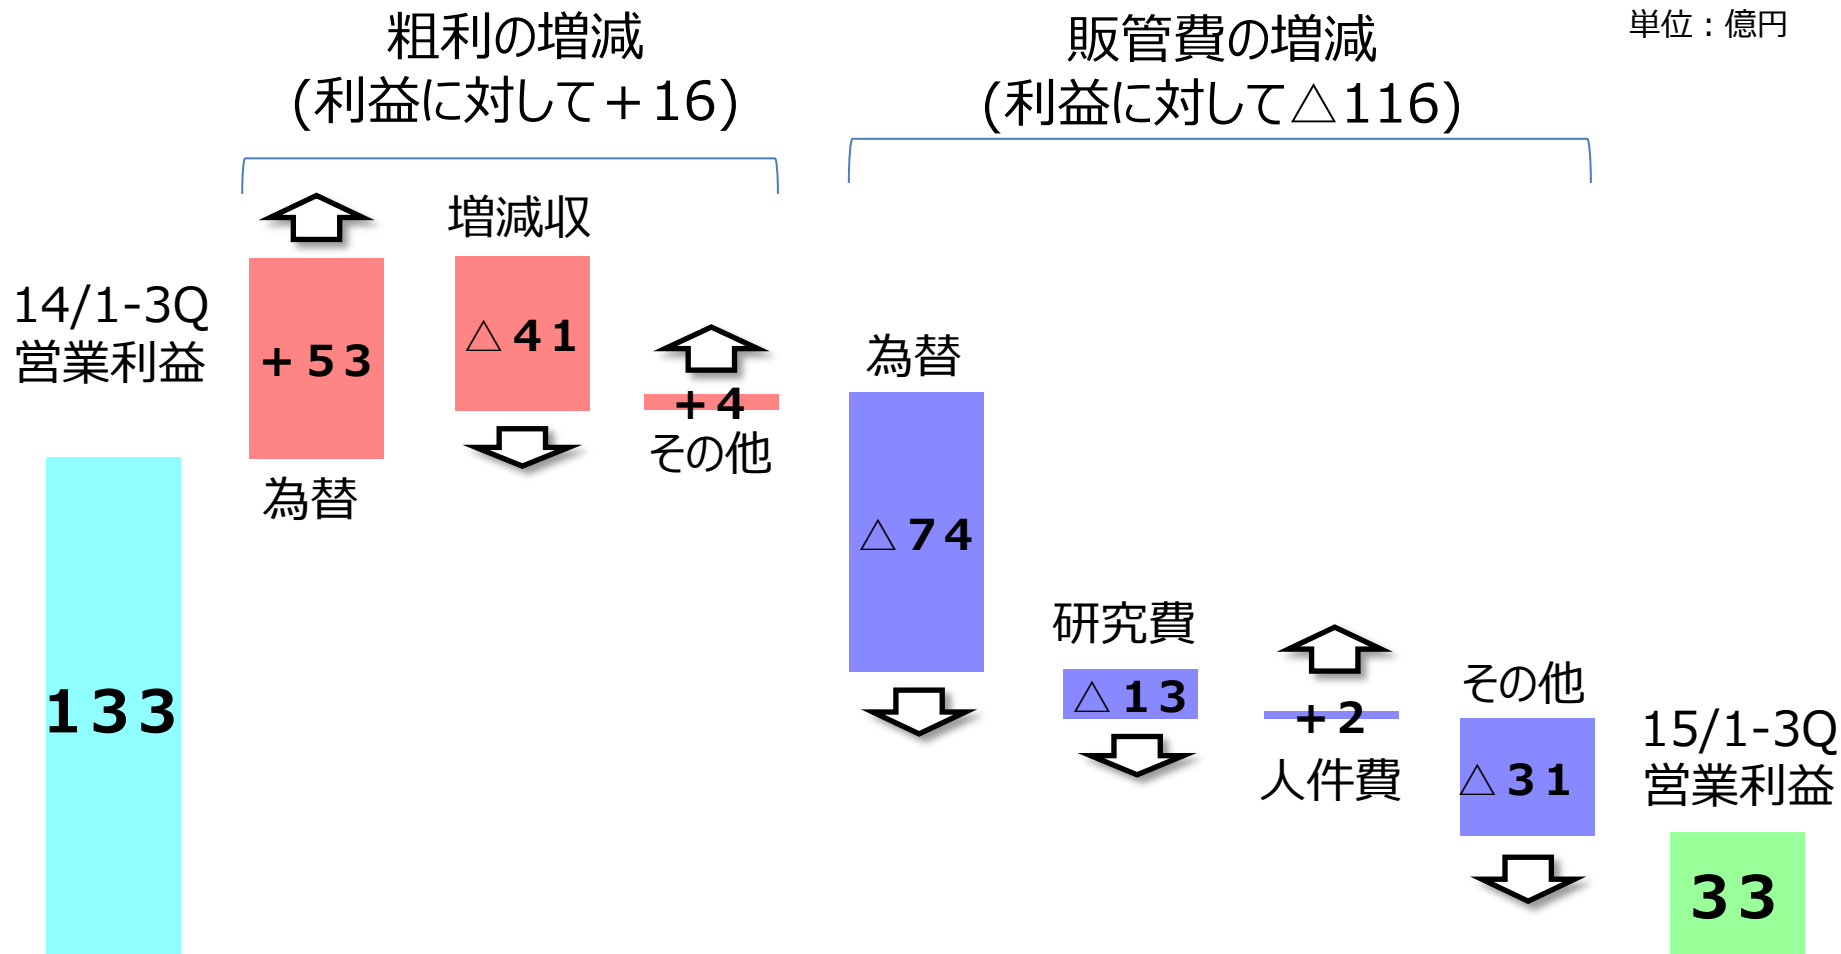 単位：億円
粗利の増減
(利益に対して＋16)
販管費の増減
(利益に対して△116)
14/1-3Q
営業利益
133
+53
為替
増減収
△41
+4
その他
為替
△74
研究費
△13
+2
人件費
その他
△31
15/1-3Q
営業利益
33